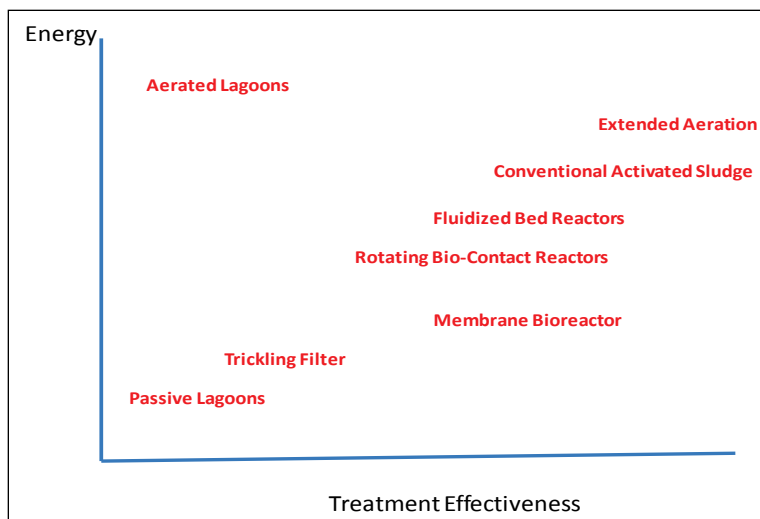 Energy
Aerated Lagoons
Extended Aeration
Conventional Activated Sludge
Fluidized Bed Reactors
Rotating Bio-Contact Reactors
Membrane Bioreactor
Trickling Filter
Passive Lagoons
Treatment Effectiveness